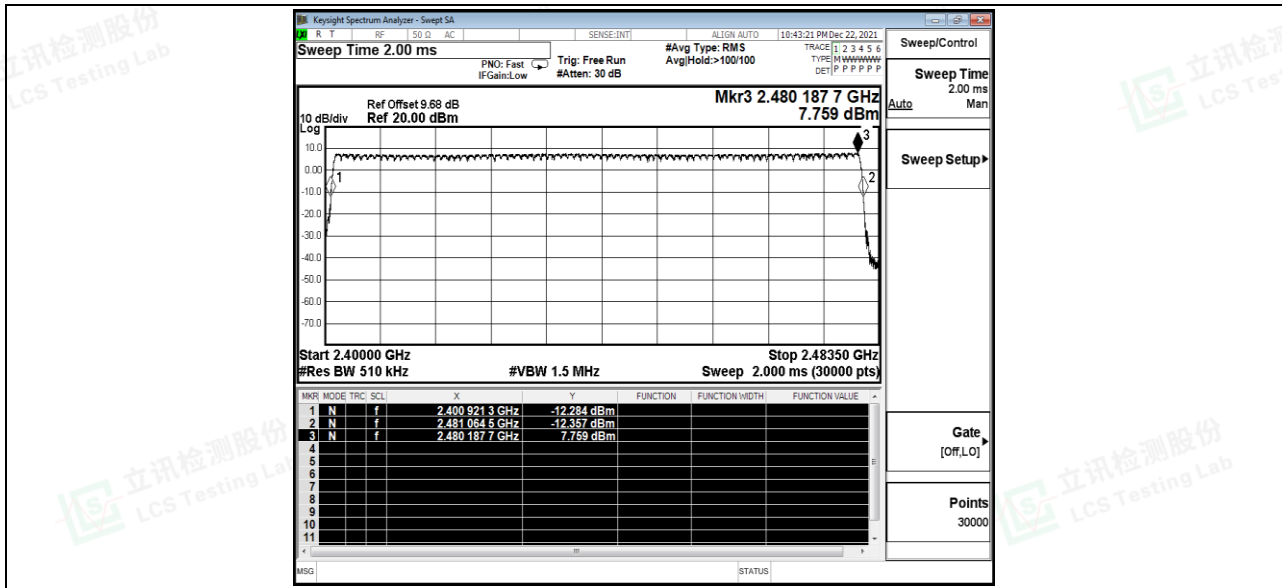 Keysight Spectrum Analyzer - Swept SA
LXI R T RF 50 Ω AC SENSE:INT ALIGN AUTO 10:43:21 PM Dec 22, 2021
Sweep Time 2.00 ms
PNO: Fast
IFGain:Low
Trig: Free Run
#Atten: 30 dB
#Avg Type: RMS
Avg|Hold:>100/100
TRACE 1 2 3 4 5 6
TYPE M WWWWW
DET P P P P P P
Ref Offset 9.68 dB
10 dB/div Ref 20.00 dBm
Log
Mkr3 2.480 187 7 GHz
7.759 dBm
10.0
0.00
-10.0
-20.0
-30.0
-40.0
-50.0
-60.0
-70.0
1
2
3
Start 2.40000 GHz Stop 2.48350 GHz
#Res BW 510 kHz #VBW 1.5 MHz Sweep 2.000 ms (30000 pts)
MKR MODE TRC SCL X Y FUNCTION FUNCTION WIDTH FUNCTION VALUE
1 N f 2.400 921 3 GHz -12.284 dBm
2 N f 2.481 064 5 GHz -12.357 dBm
3 N f 2.480 187 7 GHz 7.759 dBm
4
5
6
7
8
9
10
11
MSG STATUS
Sweep/Control
Sweep Time
2.00 ms
Auto Man
Sweep Setup
Gate
[Off,LO]
Points
30000
立讯检测股份
LCS Testing Lab
立讯检测
LCS Tes
立讯检测股份
LCS Testing Lab
立讯检测股份
LCS Testing Lab